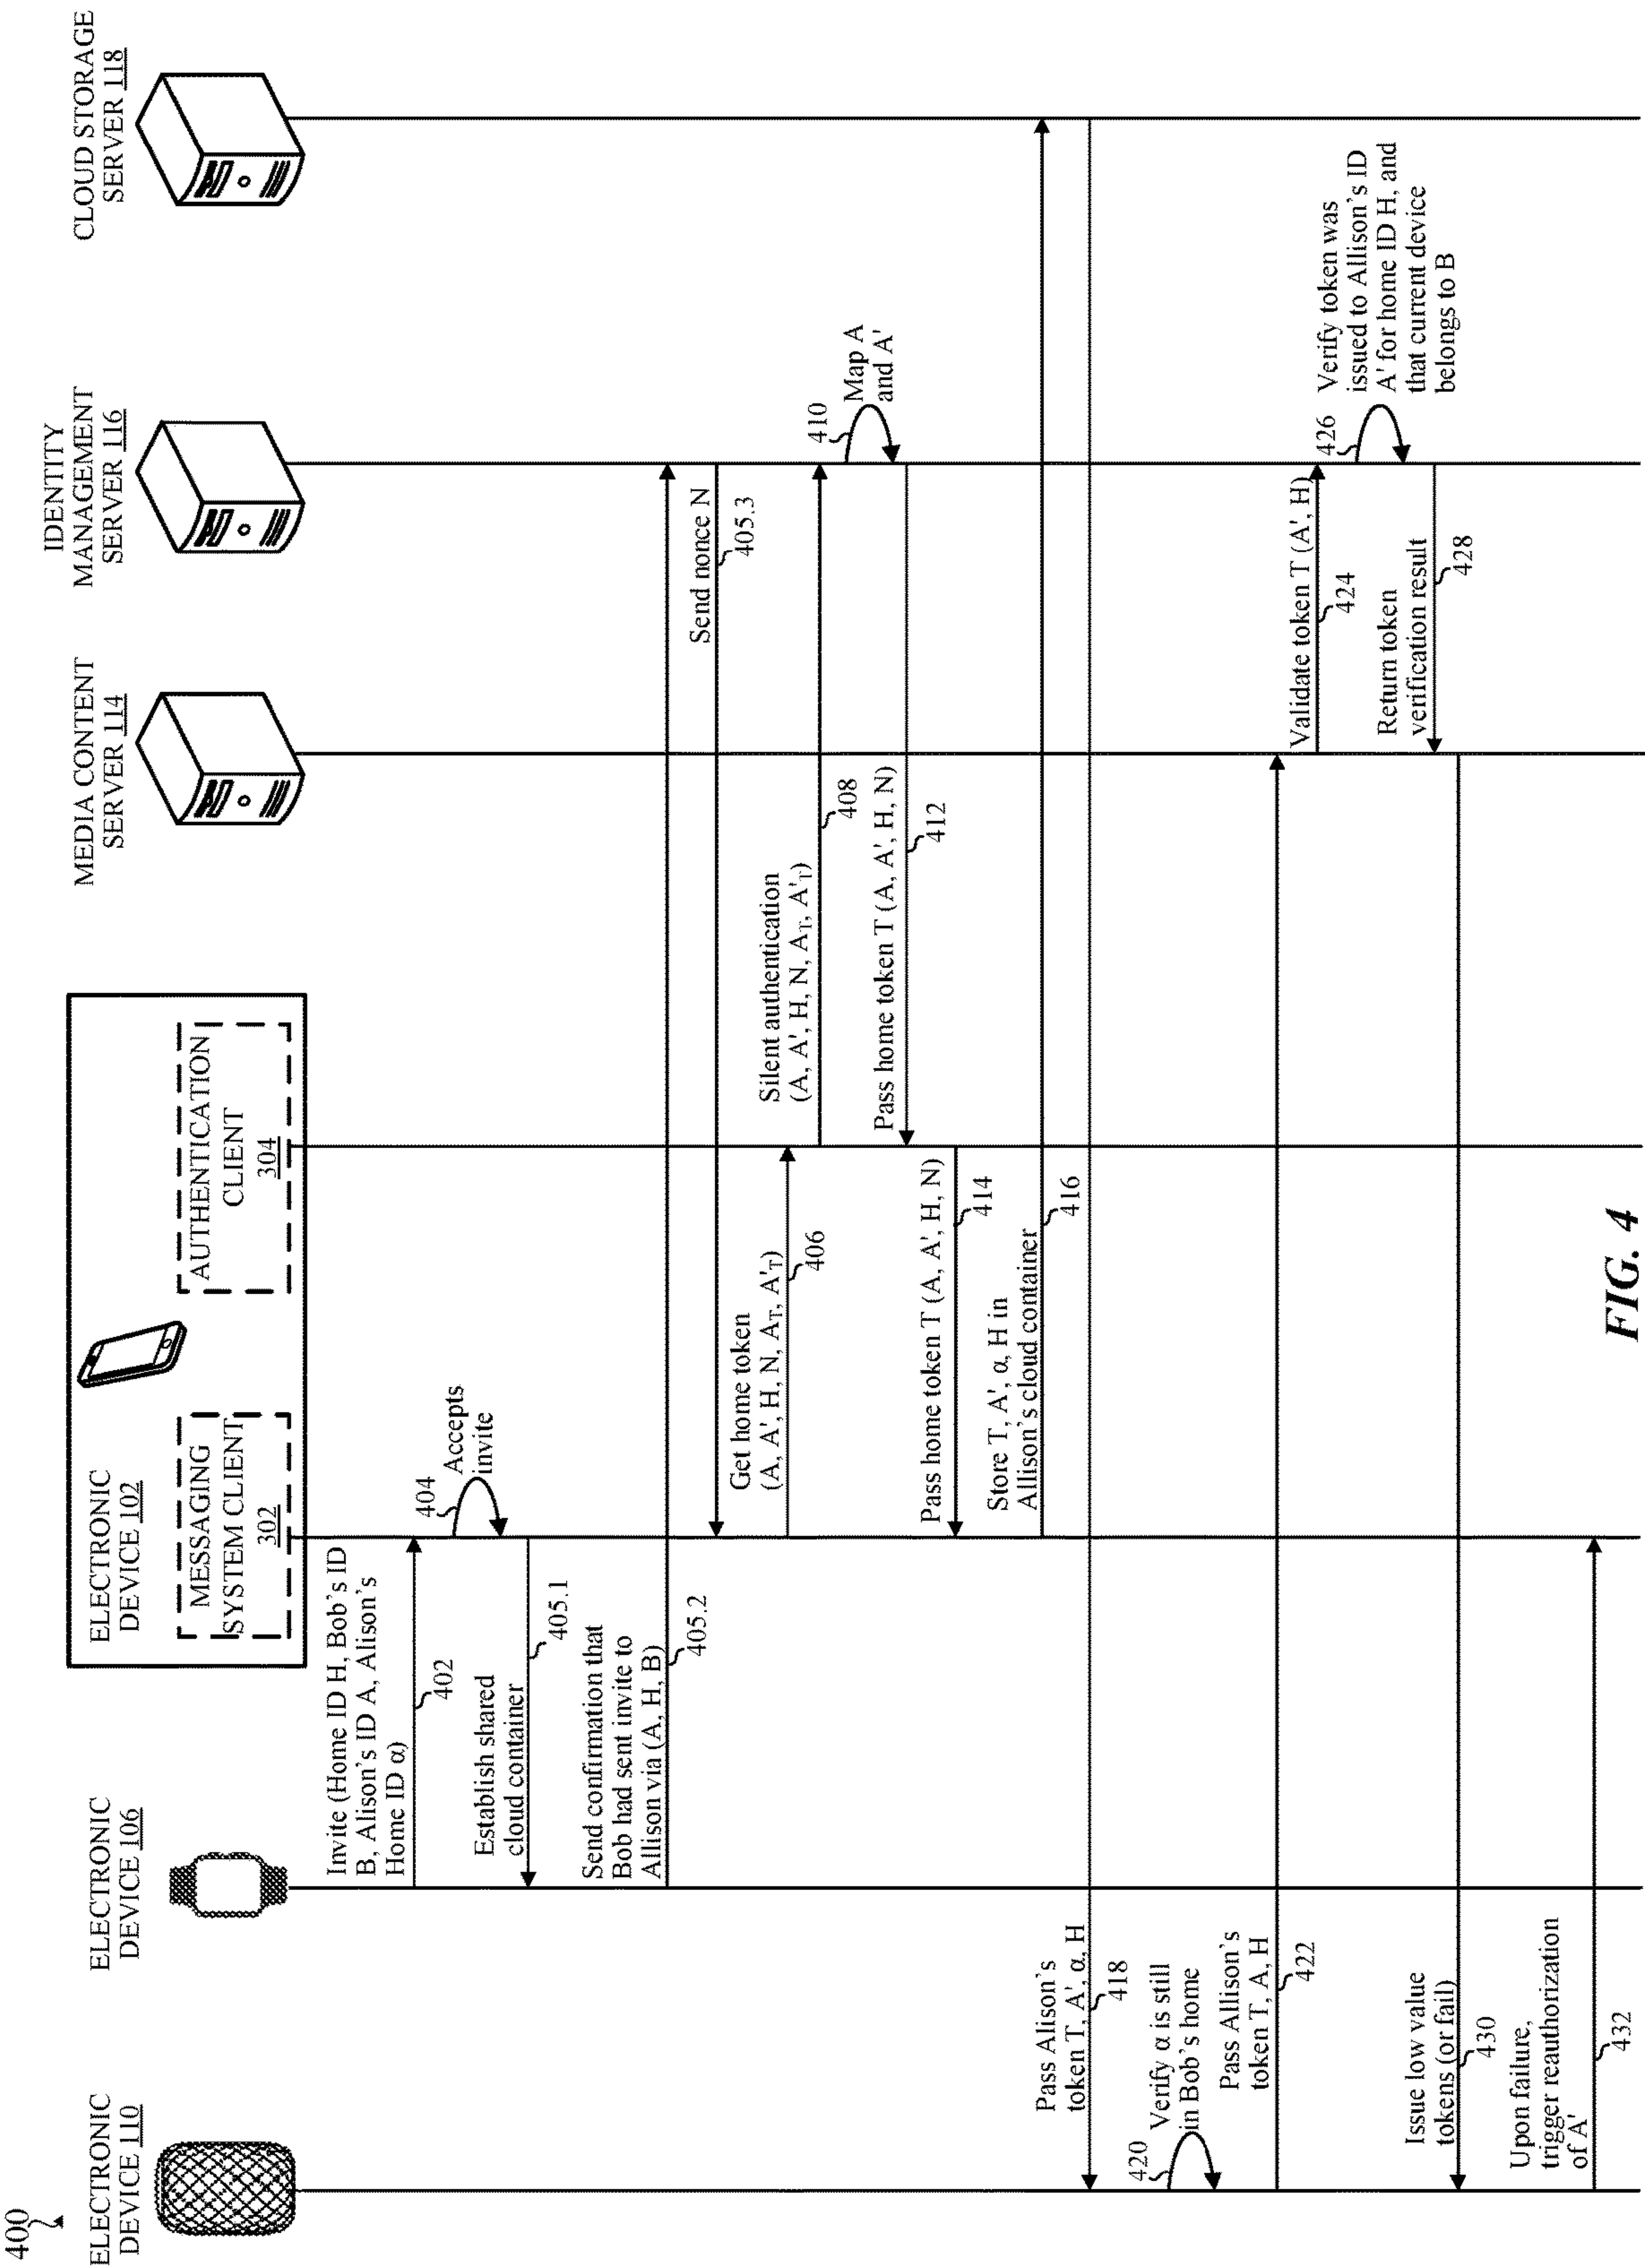 400
ELECTRONIC
DEVICE 110
ELECTRONIC
DEVICE 106
ELECTRONIC
DEVICE 102
MESSAGING
SYSTEM CLIENT
302
AUTHENTICATION
CLIENT
304
MEDIA CONTENT
SERVER 114
IDENTITY
MANAGEMENT
SERVER 116
CLOUD STORAGE
SERVER 118
Invite (Home ID H, Bob's ID
B, Alison's ID A, Alison's
Home ID α)
402
404
Accepts
invite
Establish shared
cloud container
405.1
Send confirmation that
Bob had sent invite to
Allison via (A, H, B)
405.2
Send nonce N
405.3
Get home token
(A, A', H, N, A_T, A'_T)
406
Silent authentication
(A, A', H, N, A_T, A'_T)
408
410
Map A
and A'
Pass home token T (A, A', H, N)
412
Pass home token T (A, A', H, N)
414
Store T, A', α, H in
Allison's cloud container
416
Pass Alison's
token T, A', α, H
418
420
Verify α is still
in Bob's home
Pass Allison's
token T, A, H
422
Validate token T (A', H)
424
426
Verify token was
issued to Allison's ID
A' for home ID H, and
that current device
belongs to B
Return token
verification result
428
Issue low value
tokens (or fail)
430
Upon failure,
trigger reauthorization
of A'
432
FIG. 4